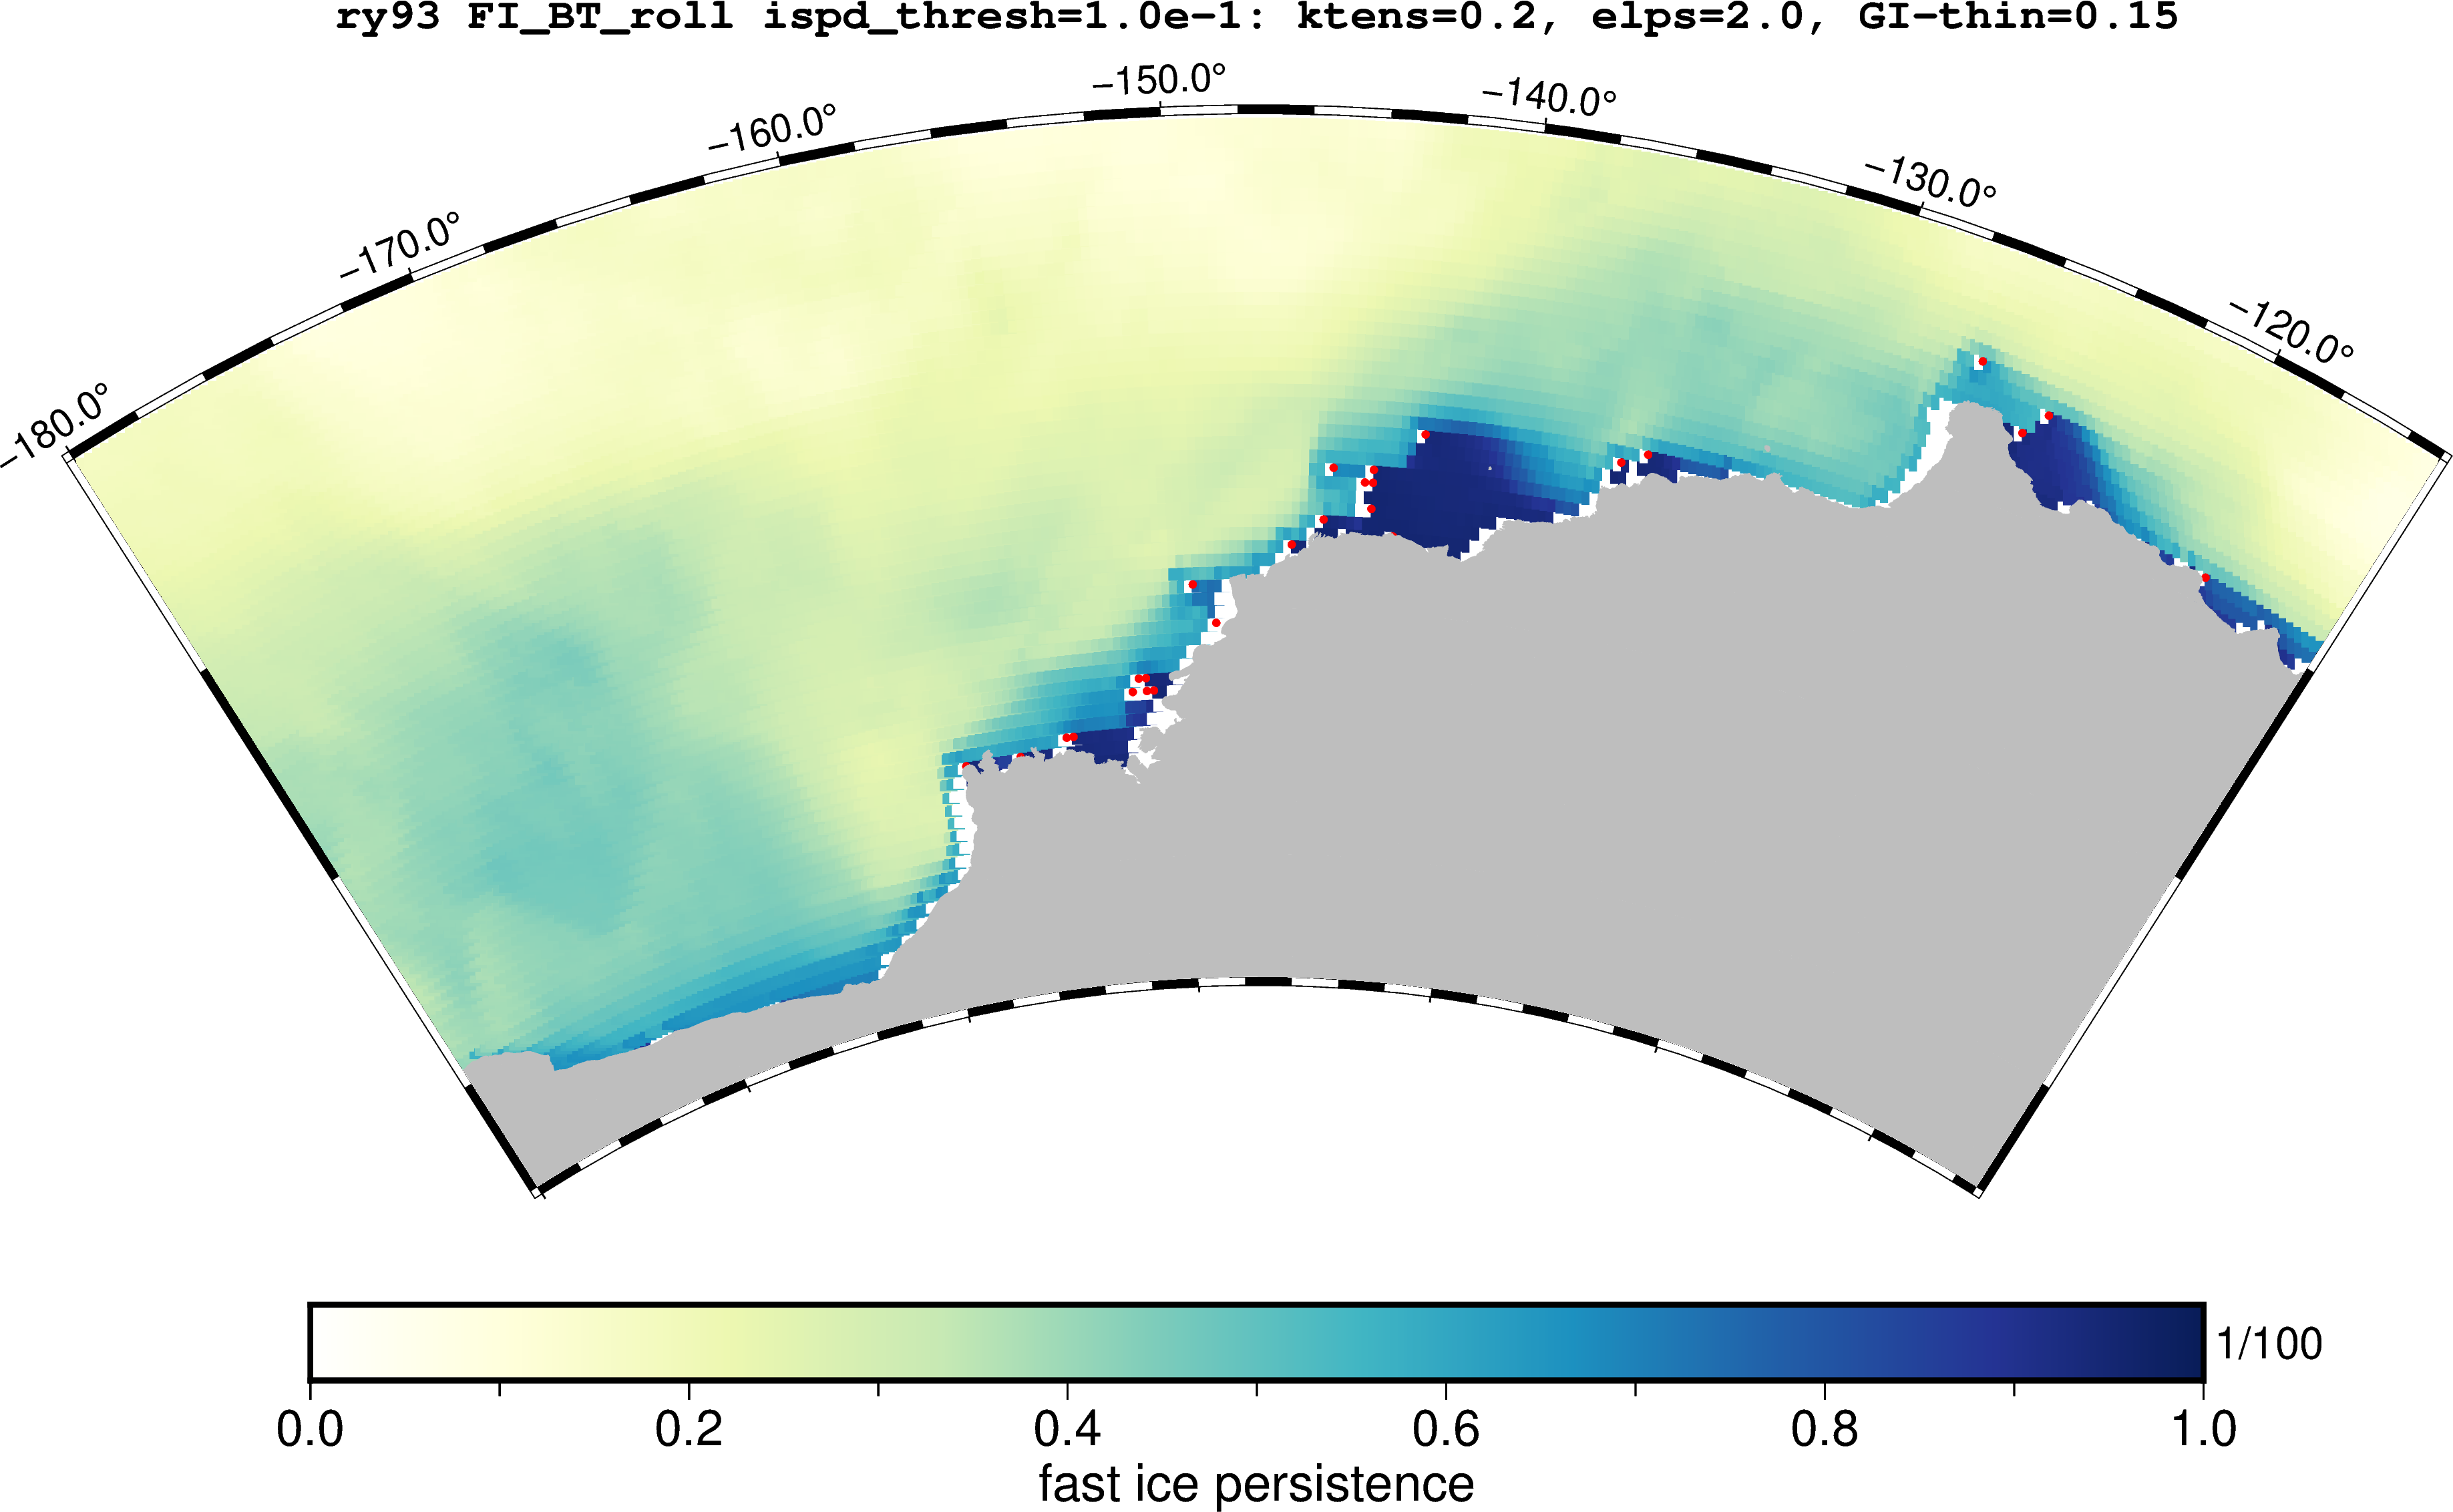 ry93 FI_BT_roll ispd_thresh=1.0e-1: ktens=0.2, elps=2.0, GI-thin=0.15
-180.0°
-170.0°
-160.0°
-150.0°
-140.0°
-130.0°
-120.0°
1/100
0.0 0.2 0.4 0.6 0.8 1.0
fast ice persistence